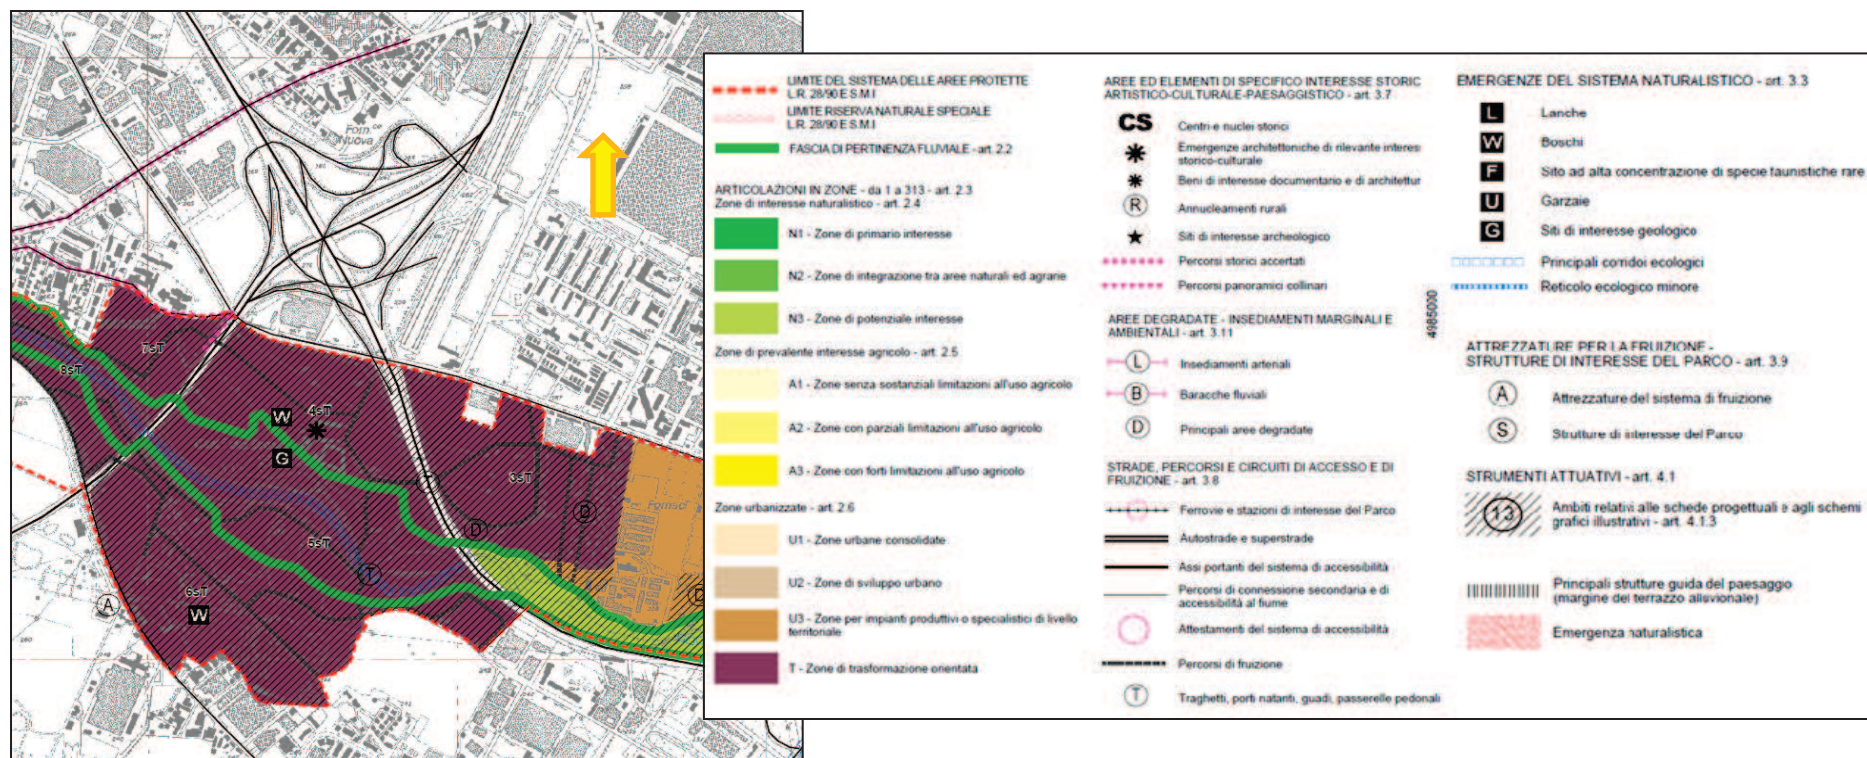 Forn.ce
Nuova
7sT
8sT
W
4sT
G
3sT
D
D
5sT
T
6sT
W
A
Fornaci
D
LIMITE DEL SISTEMA DELLE AREE PROTETTE
L.R. 28/90 E S.M.I
LIMITE RISERVA NATURALE SPECIALE
L.R. 28/90 E S.M.I
FASCIA DI PERTINENZA FLUVIALE - art. 2.2
ARTICOLAZIONI IN ZONE - da 1 a 313 - art. 2.3
Zone di interesse naturalistico - art. 2.4
N1 - Zone di primario interesse
N2 - Zone di integrazione tra aree naturali ed agrarie
N3 - Zone di potenziale interesse
Zone di prevalente interesse agricolo - art. 2.5
A1 - Zone senza sostanziali limitazioni all'uso agricolo
A2 - Zone con parziali limitazioni all'uso agricolo
A3 - Zone con forti limitazioni all'uso agricolo
Zone urbanizzate - art. 2.6
U1 - Zone urbane consolidate
U2 - Zone di sviluppo urbano
U3 - Zone per impianti produttivi o specialistici di livello
territoriale
T - Zone di trasformazione orientata
AREE ED ELEMENTI DI SPECIFICO INTERESSE STORIC
ARTISTICO-CULTURALE-PAESAGGISTICO - art. 3.7
CS Centri e nuclei storici
Emergenze architettoniche di rilevante interes
storico-culturale
Beni di interesse documentario e di architettur
R Annucleamenti rurali
Siti di interesse archeologico
Percorsi storici accertati
Percorsi panoramici collinari
AREE DEGRADATE - INSEDIAMENTI MARGINALI E
AMBIENTALI - art. 3.11
L Insediamenti arteriali
B Baracche fluviali
D Principali aree degradate
STRADE, PERCORSI E CIRCUITI DI ACCESSO E DI
FRUIZIONE - art. 3.8
Ferrovie e stazioni di interesse del Parco
Autostrade e superstrade
Assi portanti del sistema di accessibilità
Percorsi di connessione secondaria e di
accessibilità al fiume
Attestamenti del sistema di accessibilità
Percorsi di fruizione
T Traghetti, porti natanti, guadi, passerelle pedonali
4985000
EMERGENZE DEL SISTEMA NATURALISTICO - art. 3.3
L Lanche
W Boschi
F Sito ad alta concentrazione di specie faunistiche rare
U Garzaie
G Siti di interesse geologico
Principali corridoi ecologici
Reticolo ecologico minore
ATTREZZATURE PER LA FRUIZIONE -
STRUTTURE DI INTERESSE DEL PARCO - art. 3.9
A Attrezzature del sistema di fruizione
S Strutture di interesse del Parco
STRUMENTI ATTUATIVI - art. 4.1
13 Ambiti relativi alle schede progettuali e agli schemi
grafici illustrativi - art. 4.1.3
Principali strutture guida del paesaggo
(margine del terrazzo alluvionale)
Emergenza naturalistica